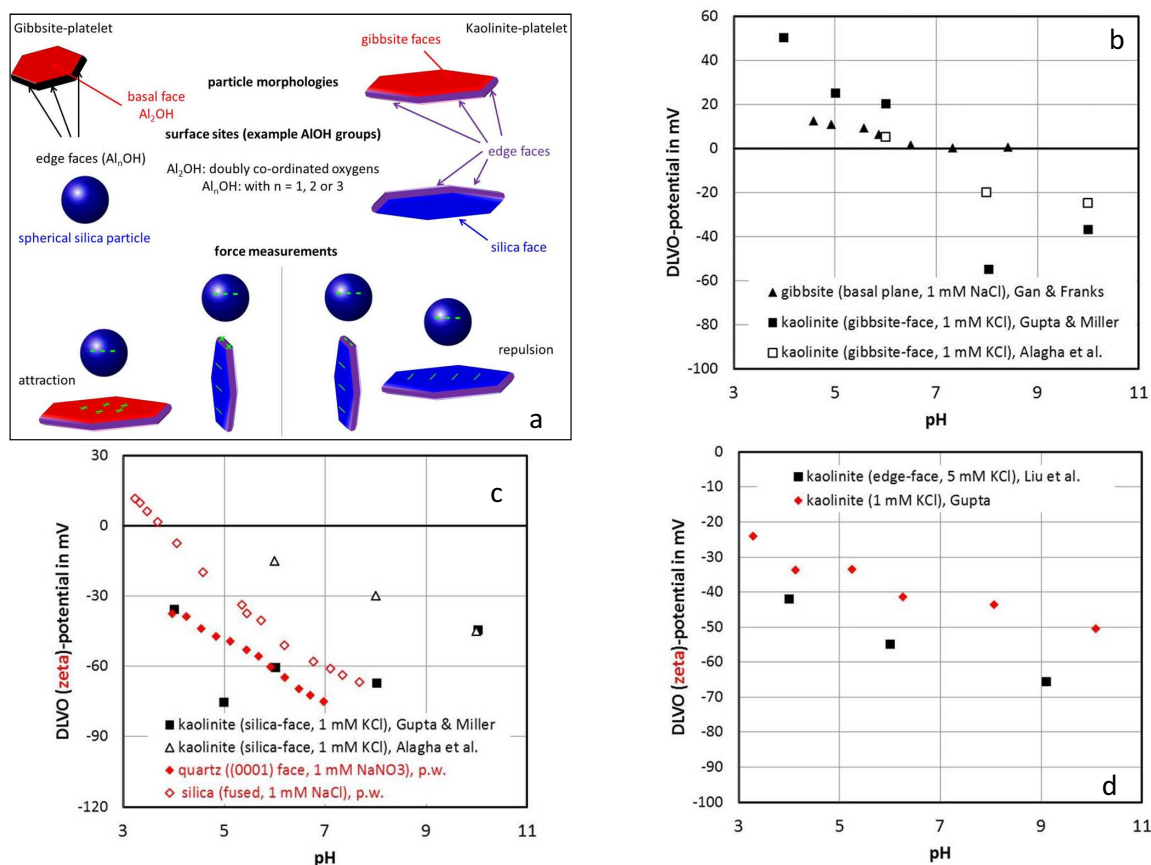 Gibbsite-platelet
Kaolinite-platelet
gibbsite faces
particle morphologies
basal face
Al2OH
surface sites (example AlOH groups)
edge faces (AlnOH)
Al2OH: doubly co-ordinated oxygens
AlnOH: with n = 1, 2 or 3
edge faces
spherical silica particle
silica face
force measurements
attraction
repulsion
a
60
40
20
0
-20
-40
-60
-80
-100
DLVO-potential in mV
b
gibbsite (basal plane, 1 mM NaCl), Gan & Franks
kaolinite (gibbsite-face, 1 mM KCl), Gupta & Miller
kaolinite (gibbsite-face, 1 mM KCl), Alagha et al.
3 5 7 9 11
pH
30
0
-30
-60
-90
-120
DLVO (zeta)-potential in mV
c
kaolinite (silica-face, 1 mM KCl), Gupta & Miller
kaolinite (silica-face, 1 mM KCl), Alagha et al.
quartz ((0001) face, 1 mM NaNO3), p.w.
silica (fused, 1 mM NaCl), p.w.
3 5 7 9 11
pH
0
-10
-20
-30
-40
-50
-60
-70
-80
-90
-100
DLVO (zeta)-potential in mV
kaolinite (edge-face, 5 mM KCl), Liu et al.
kaolinite (1 mM KCl), Gupta
d
3 5 7 9 11
pH